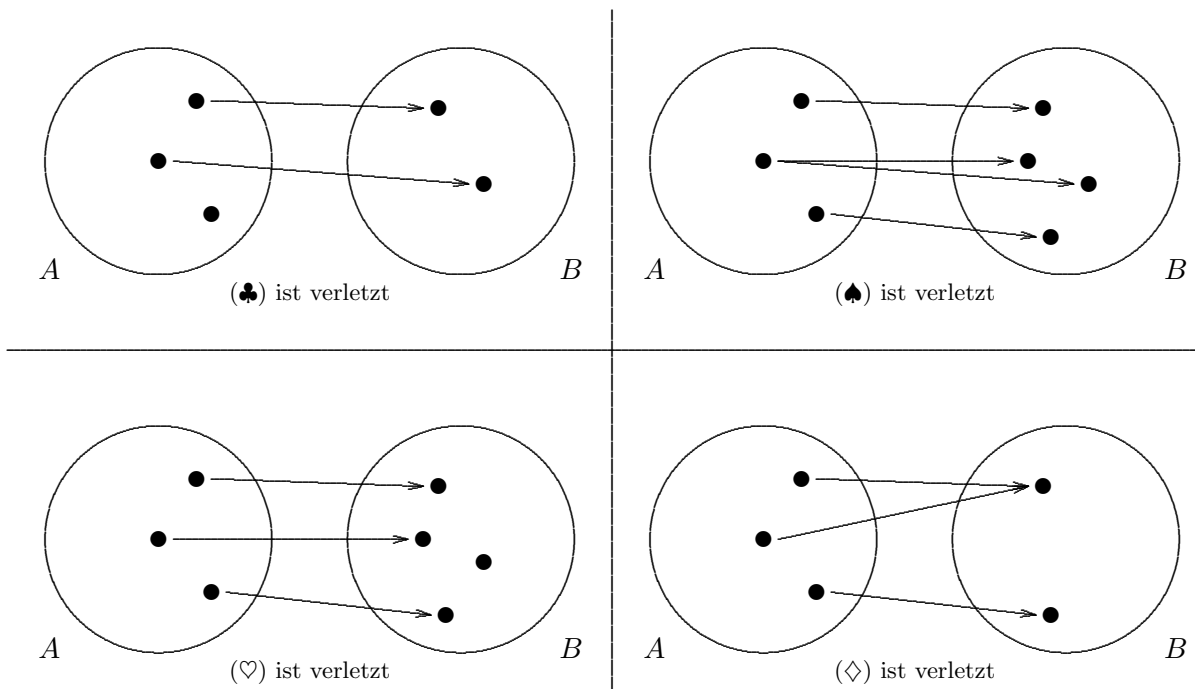 A B
(♣) ist verletzt
A B
(♠) ist verletzt
A B
(♡) ist verletzt
A B
(♢) ist verletzt